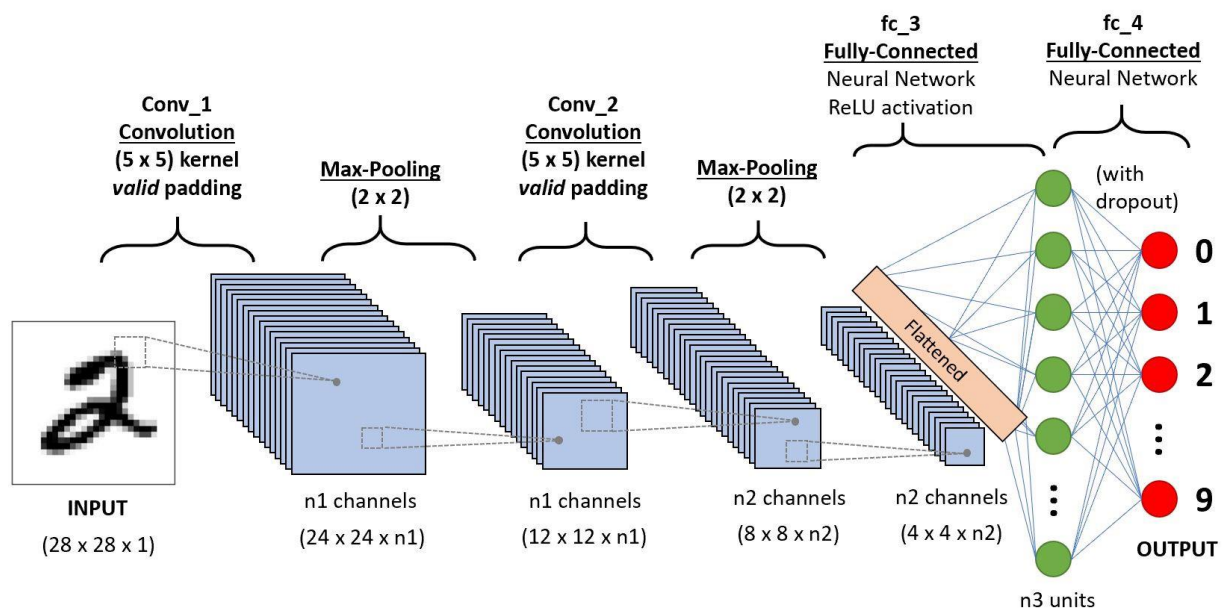 Conv_1
Convolution
(5 x 5) kernel
valid padding
Max-Pooling
(2 x 2)
Conv_2
Convolution
(5 x 5) kernel
valid padding
Max-Pooling
(2 x 2)
fc_3
Fully-Connected
Neural Network
ReLU activation
fc_4
Fully-Connected
Neural Network
(with
dropout)
Flattened
0
1
2
...
9
OUTPUT
...
n3 units
2
INPUT
(28 x 28 x 1)
n1 channels
(24 x 24 x n1)
n1 channels
(12 x 12 x n1)
n2 channels
(8 x 8 x n2)
n2 channels
(4 x 4 x n2)